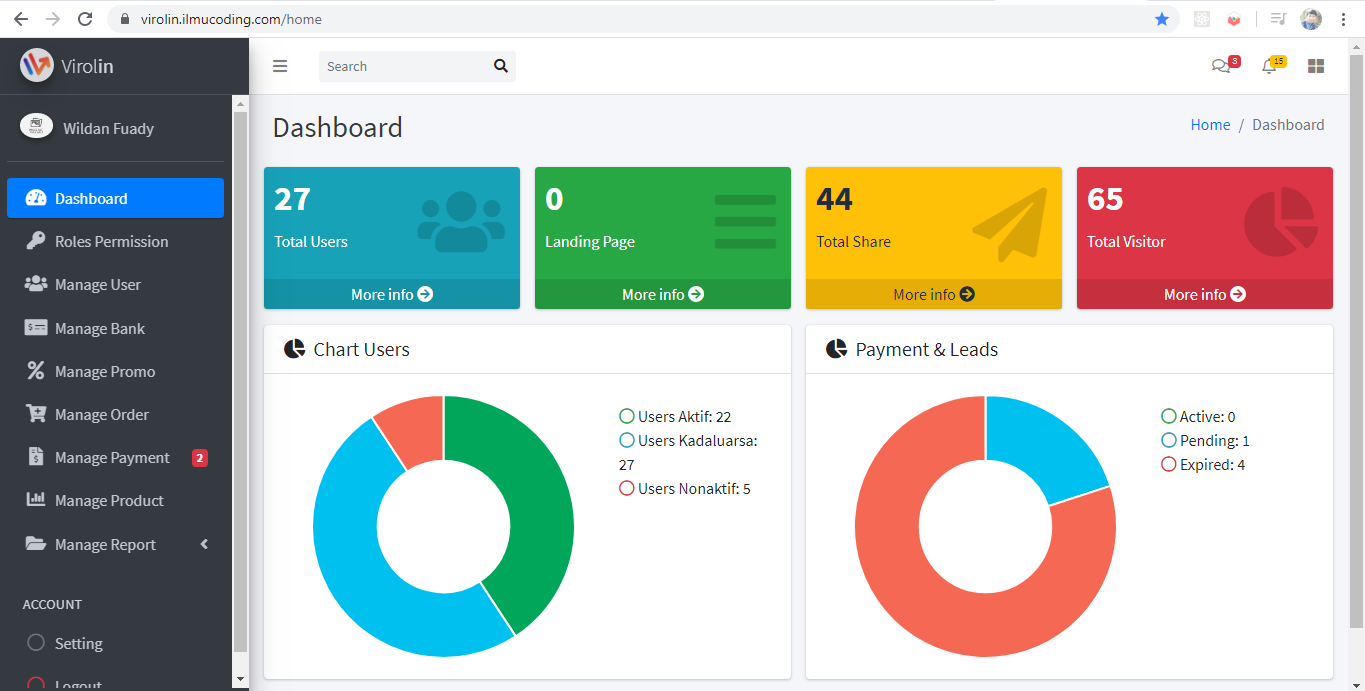 virolin.ilmucoding.com/home
Virolin
Search
3
15
Wildan Fuady
Dashboard
Roles Permission
Manage User
Manage Bank
Manage Promo
Manage Order
Manage Payment 2
Manage Product
Manage Report
ACCOUNT
Setting
Logout
Dashboard
Home / Dashboard
27
Total Users
More info
0
Landing Page
More info
44
Total Share
More info
65
Total Visitor
More info
Chart Users
Users Aktif: 22
Users Kadaluarsa:
27
Users Nonaktif: 5
Payment & Leads
Active: 0
Pending: 1
Expired: 4